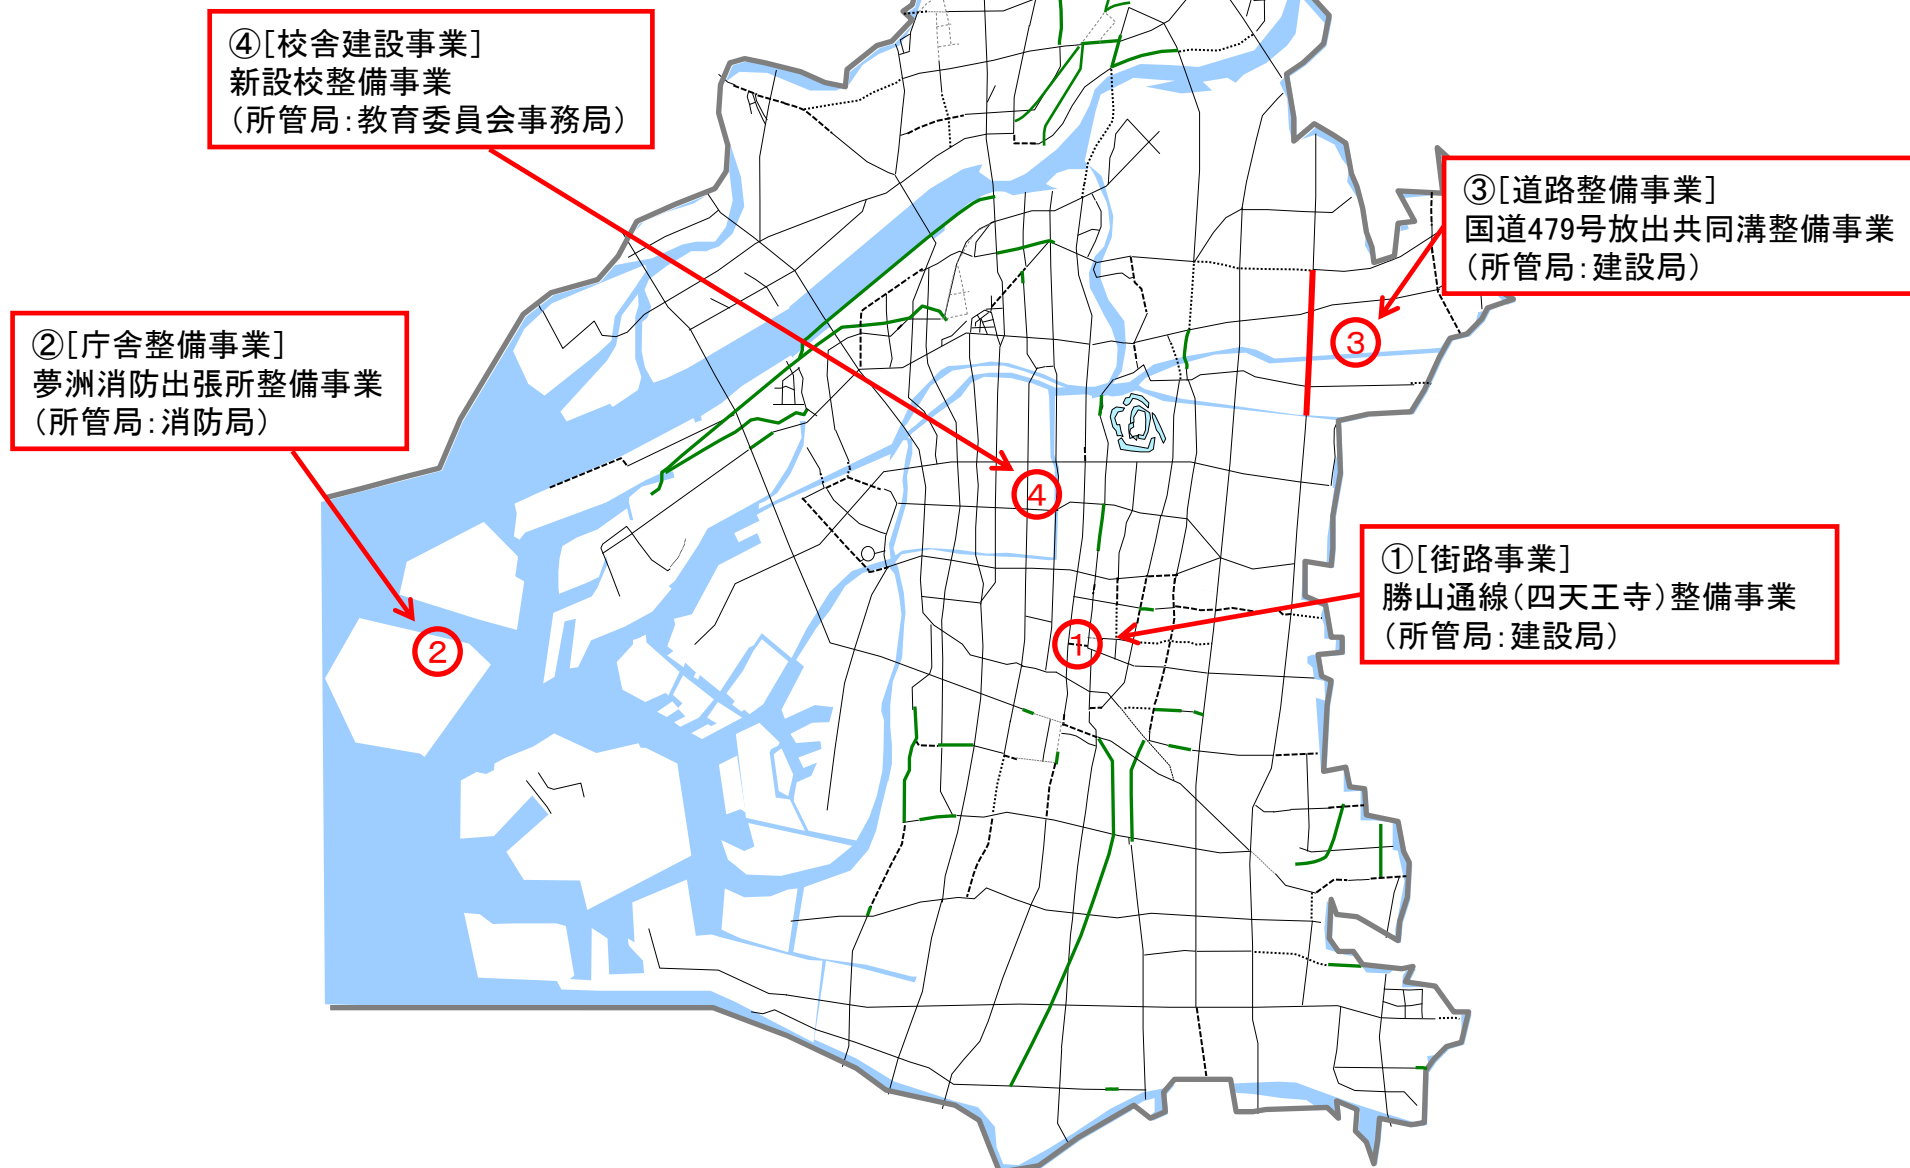 ④[校舎建設事業]
新設校整備事業
(所管局:教育委員会事務局)
③[道路整備事業]
国道479号放出共同溝整備事業
(所管局:建設局)
②[庁舎整備事業]
夢洲消防出張所整備事業
(所管局:消防局)
①[街路事業]
勝山通線(四天王寺)整備事業
(所管局:建設局)
3
4
1
2